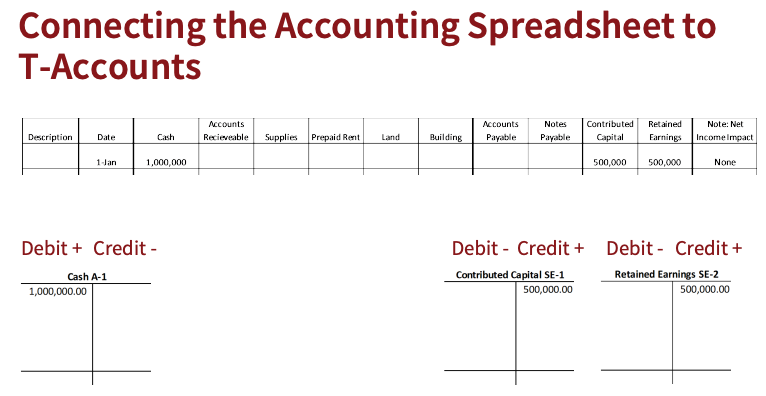 Connecting the Accounting Spreadsheet to
T-Accounts
Accounts Accounts Notes Contributed Retained Note: Net
Description Date Cash Recieveable Supplies Prepaid Rent Land Building Payable Payable Capital Earnings Income Impact
1-Jan 1,000,000 500,000 500,000 None
Debit + Credit - Debit - Credit + Debit - Credit +
Cash A-1 Contributed Capital SE-1 Retained Earnings SE-2
1,000,000.00 500,000.00 500,000.00